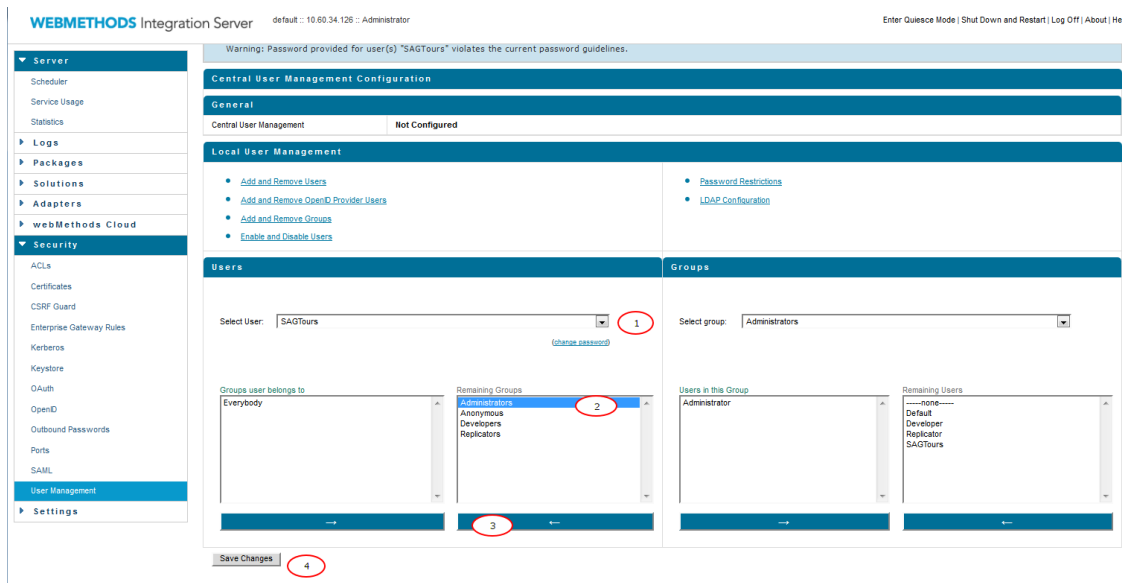 WEBMETHODS Integration Server
default :: 10.60.34.126 :: Administrator
Enter Quiesce Mode | Shut Down and Restart | Log Off | About | He
Server
Scheduler
Service Usage
Statistics
Logs
Packages
Solutions
Adapters
webMethods Cloud
Security
ACLs
Certificates
CSRF Guard
Enterprise Gateway Rules
Kerberos
Keystore
OAuth
OpenID
Outbound Passwords
Ports
SAML
User Management
Settings
Warning: Password provided for user(s) "SAGTours" violates the current password guidelines.
Central User Management Configuration
General
Central User Management Not Configured
Local User Management
Add and Remove Users
Add and Remove OpenID Provider Users
Add and Remove Groups
Enable and Disable Users
Password Restrictions
LDAP Configuration
Users
Select User: SAGTours
1
(change password)
Groups user belongs to
Everybody
Remaining Groups
Administrators
2
Anonymous
Developers
Replicators
→
3
←
Groups
Select group: Administrators
Users in this Group
Administrator
Remaining Users
-----none-----
Default
Developer
Replicator
SAGTours
→
←
Save Changes
4